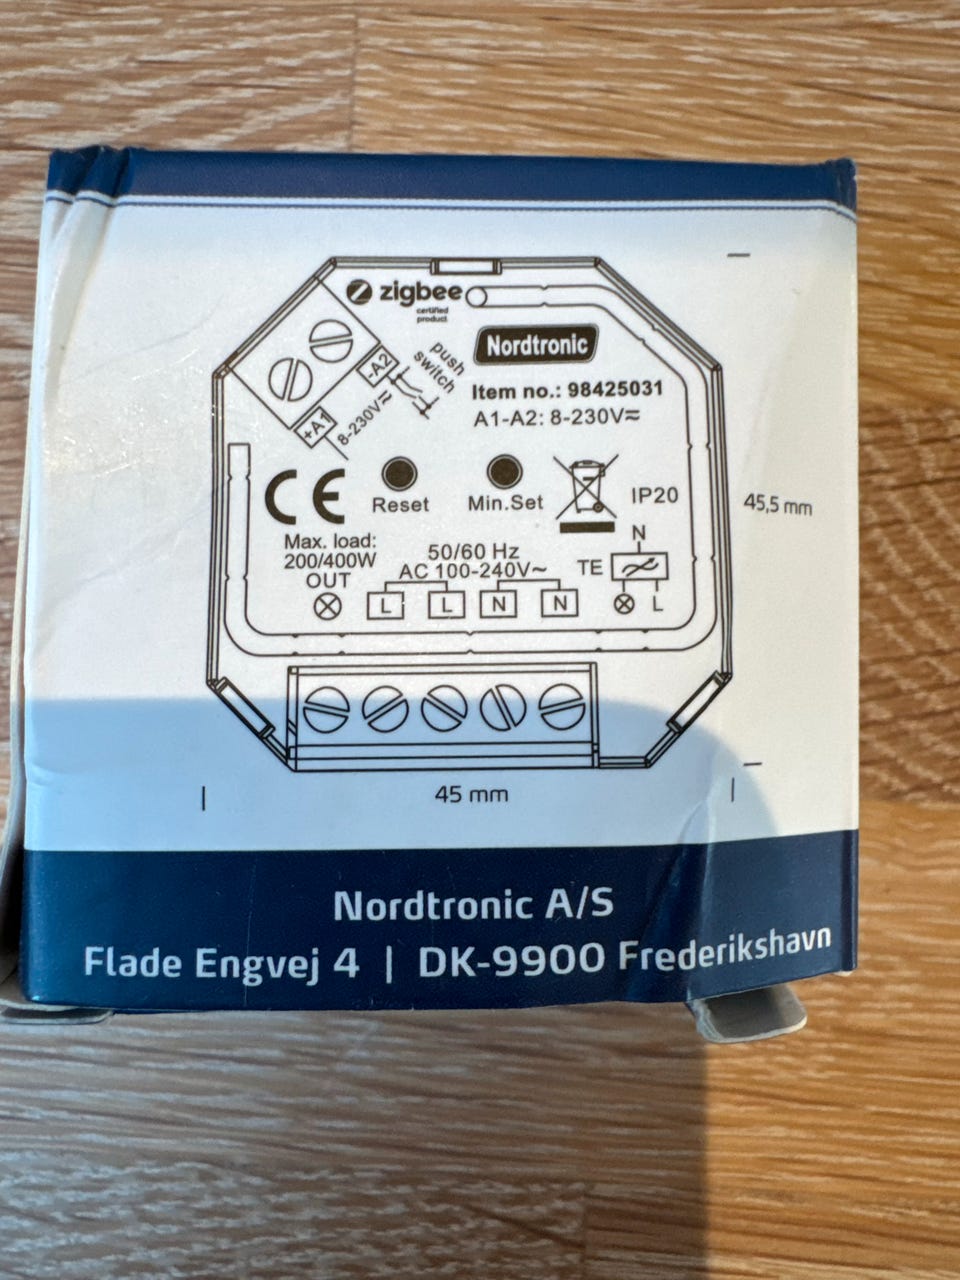 zigbee
certified
product
Nordtronic
push
switch
-A2
+A1
8-230V≂
Item no.: 98425031
A1-A2: 8-230V≂
CE
Reset
Min.Set
IP20
45,5 mm
Max. load:
200/400W
OUT
50/60 Hz
AC 100-240V~
TE
N
L
L L N N
45 mm
Nordtronic A/S
Flade Engvej 4 | DK-9900 Frederikshavn